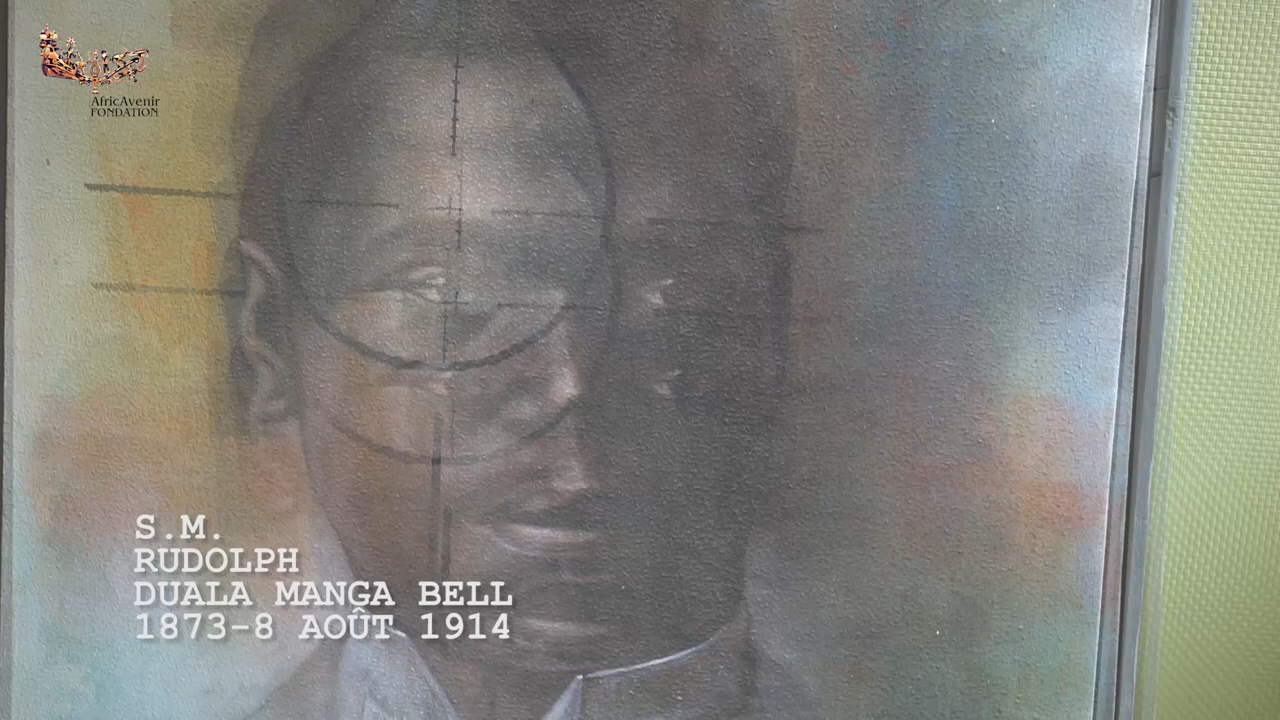 AfricAvenir
FONDATION
S.M.
RUDOLPH
DUALA MANGA BELL
1873-8 AOÛT 1914